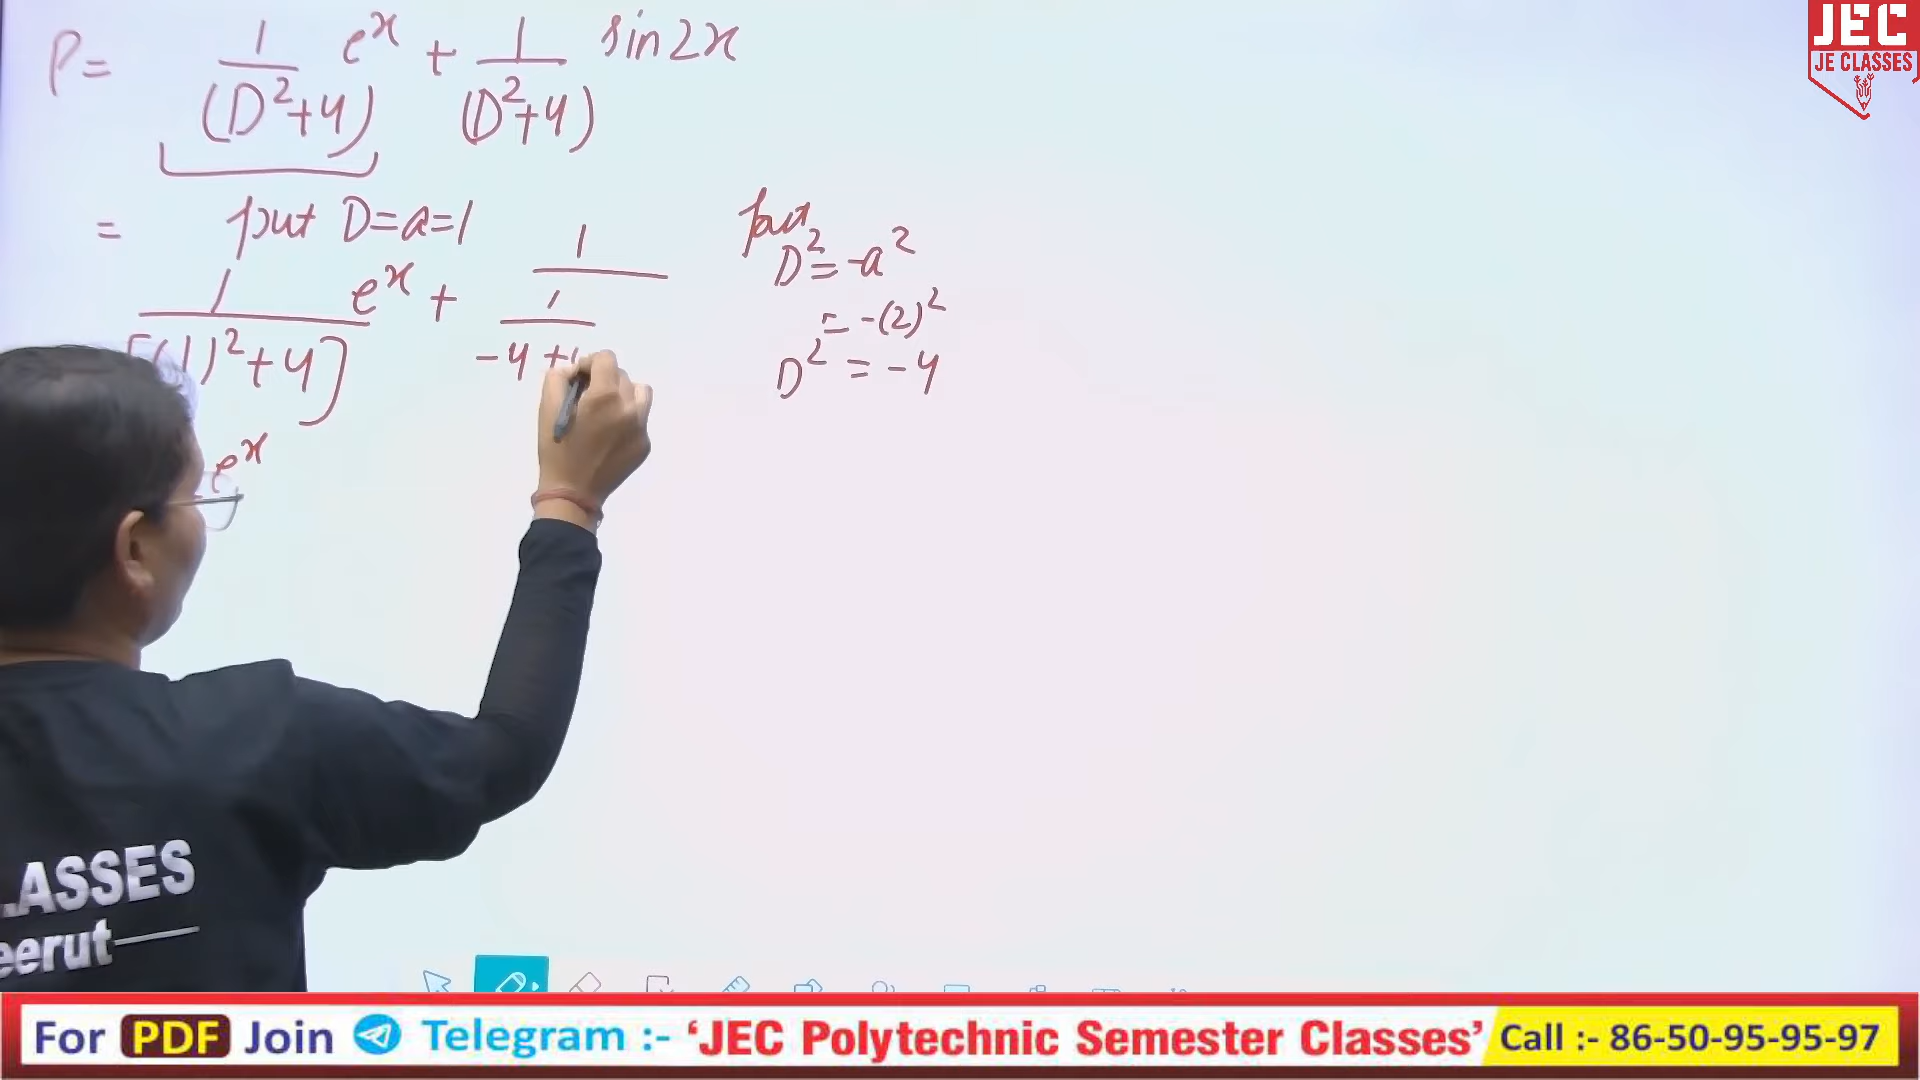 P = 1/(D²+4) eˣ + 1/(D²+4) sin2x
= put D=a=1
1/[(1)²+4] eˣ + 1/
1/-4+
eˣ
put
D² = -a²
= -(2)²
D² = -4
JEC
JE CLASSES
LASSES
eerut
For PDF Join Telegram :- 'JEC Polytechnic Semester Classes' Call :- 86-50-95-95-97